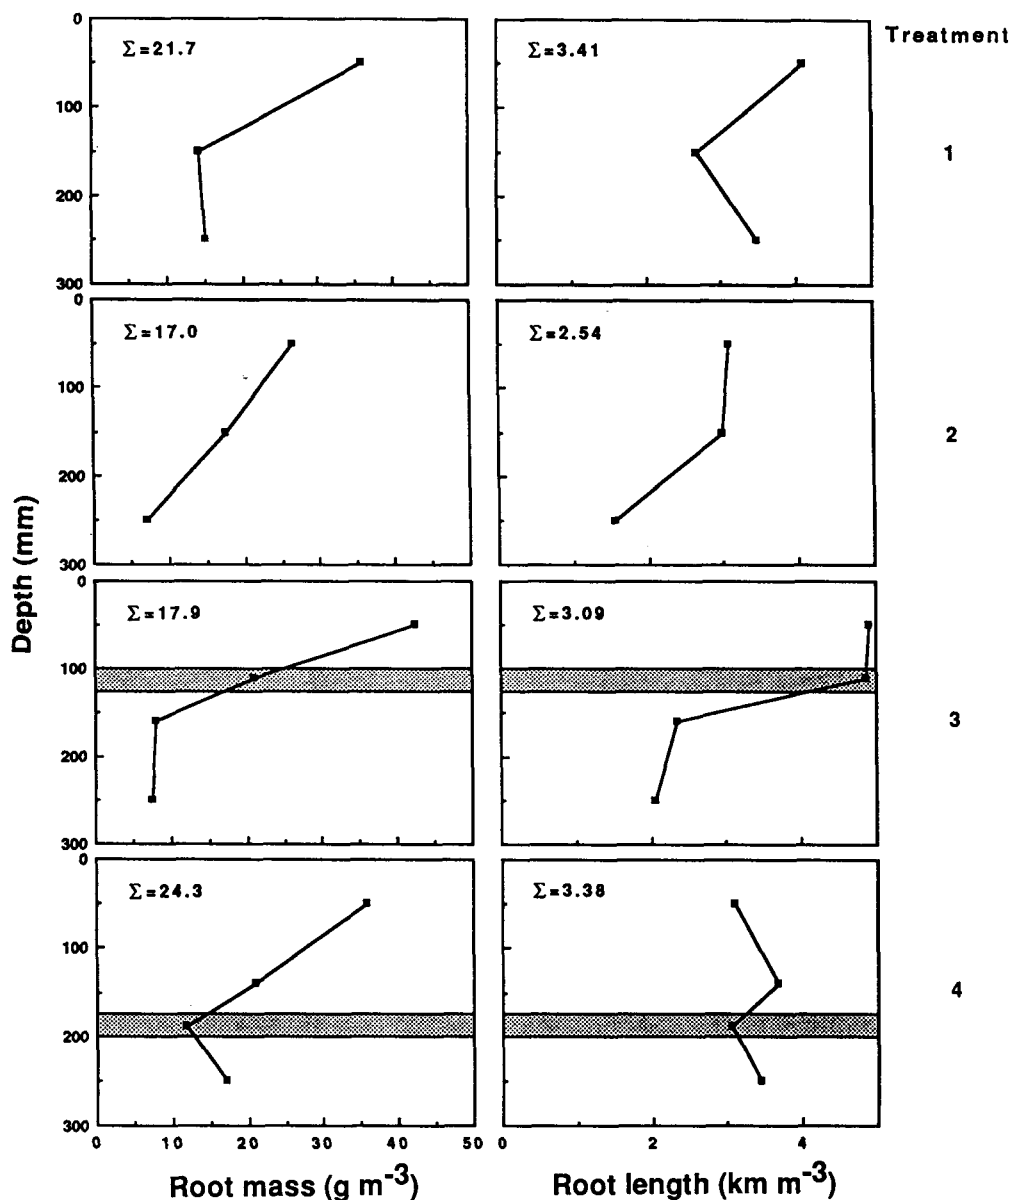 Treatment
0
100
200
300
Σ=21.7
Σ=3.41
1
0
100
200
300
Σ=17.0
Σ=2.54
2
Depth (mm)
0
100
200
300
Σ=17.9
Σ=3.09
3
0
100
200
300
Σ=24.3
Σ=3.38
4
0 10 20 30 40 50
0 2 4
Root mass (g m-3)
Root length (km m-3)